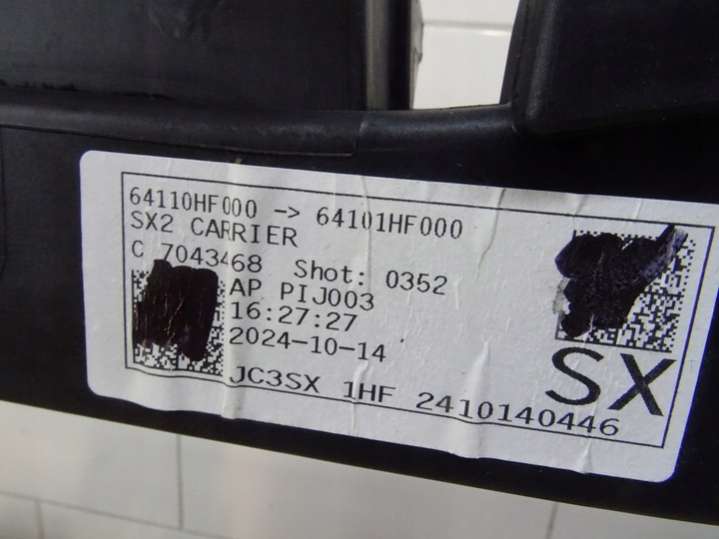 64110HF000 -> 64101HF000
SX2 CARRIER
C 7043468 Shot: 0352
AP PIJ003
16:27:27
2024-10-14
SX
JC3SX 1HF 2410140446